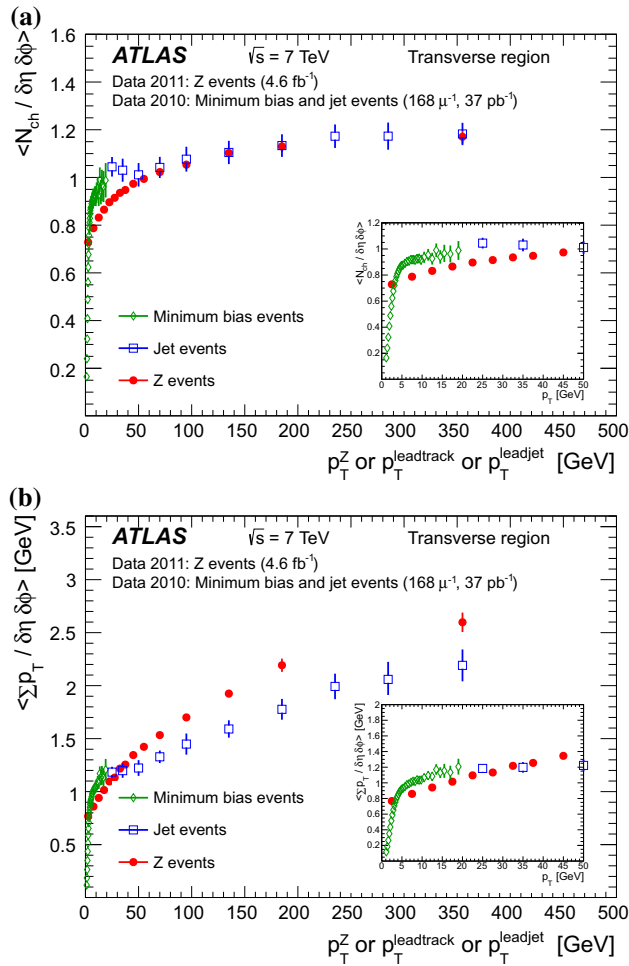 (a)
<N_ch / δη δϕ>
1.6
1.4
1.2
1
0.8
0.6
0.4
0.2
ATLAS √s = 7 TeV Transverse region
Data 2011: Z events (4.6 fb⁻¹)
Data 2010: Minimum bias and jet events (168 μ⁻¹, 37 pb⁻¹)
Minimum bias events
Jet events
Z events
<N_ch / δη δϕ>
1.2
1
0.8
0.6
0.4
0.2
0 5 10 15 20 25 30 35 40 45 50
p_T [GeV]
0 50 100 150 200 250 300 350 400 450 500
p_T^Z or p_T^leadtrack or p_T^leadjet [GeV]
(b)
<Σp_T / δη δϕ> [GeV]
3.5
3
2.5
2
1.5
1
0.5
ATLAS √s = 7 TeV Transverse region
Data 2011: Z events (4.6 fb⁻¹)
Data 2010: Minimum bias and jet events (168 μ⁻¹, 37 pb⁻¹)
Minimum bias events
Jet events
Z events
<Σp_T / δη δϕ> [GeV]
2
1.8
1.6
1.4
1.2
1
0.8
0.6
0.4
0.2
0 5 10 15 20 25 30 35 40 45 50
p_T [GeV]
0 50 100 150 200 250 300 350 400 450 500
p_T^Z or p_T^leadtrack or p_T^leadjet [GeV]